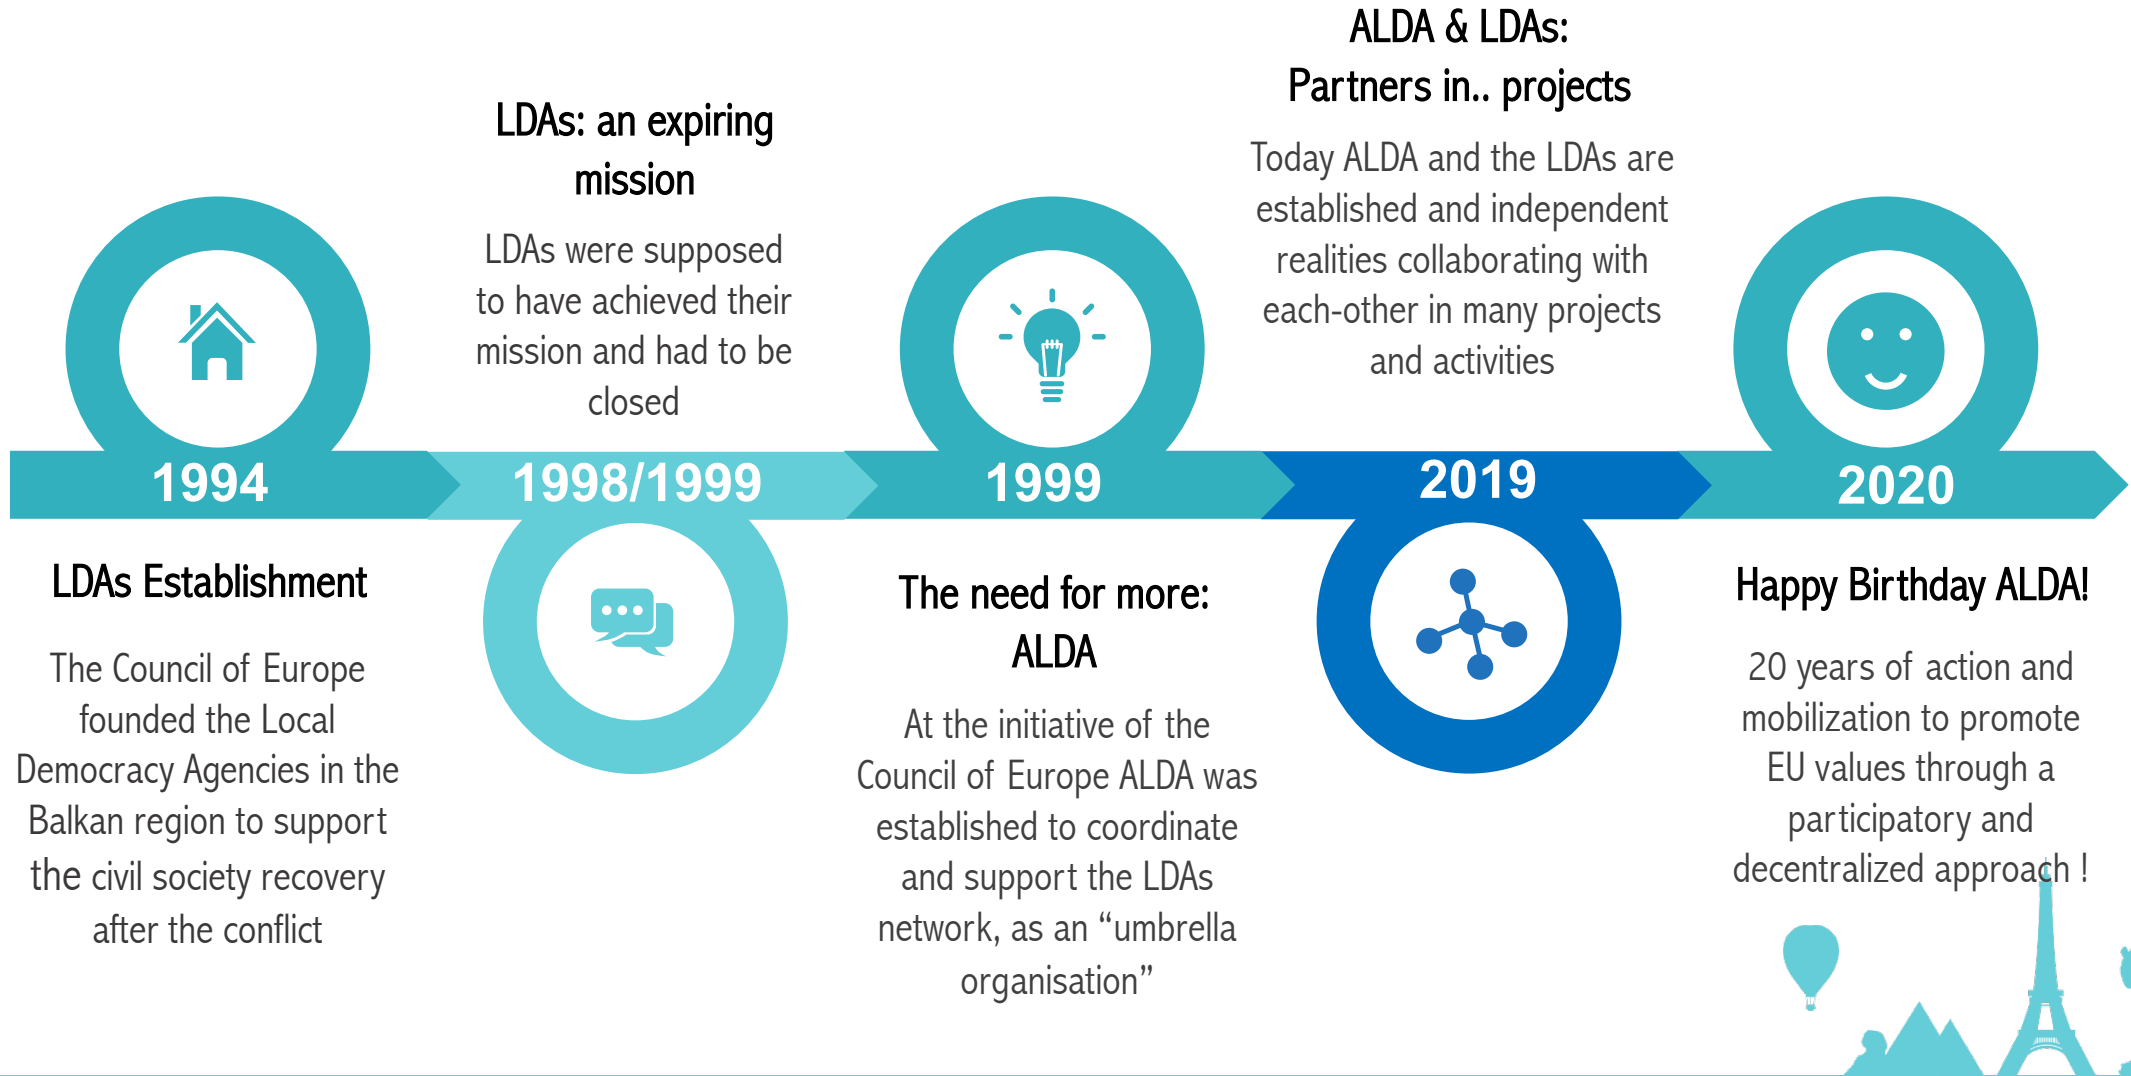 1994
LDAs Establishment
The Council of Europe
founded the Local
Democracy Agencies in the
Balkan region to support
the civil society recovery
after the conflict
LDAs: an expiring
mission
LDAs were supposed
to have achieved their
mission and had to be
closed
1998/1999
1999
The need for more:
ALDA
At the initiative of the
Council of Europe ALDA was
established to coordinate
and support the LDAs
network, as an “umbrella
organisation”
ALDA & LDAs:
Partners in.. projects
Today ALDA and the LDAs are
established and independent
realities collaborating with
each-other in many projects
and activities
2019
2020
Happy Birthday ALDA!
20 years of action and
mobilization to promote
EU values through a
participatory and
decentralized approach !